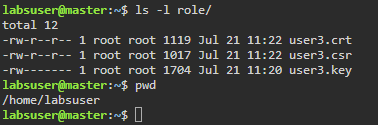 labsuser@master:~$ ls -l role/
total 12
-rw-r--r-- 1 root root 1119 Jul 21 11:22 user3.crt
-rw-r--r-- 1 root root 1017 Jul 21 11:22 user3.csr
-rw------- 1 root root 1704 Jul 21 11:20 user3.key
labsuser@master:~$ pwd
/home/labsuser
labsuser@master:~$